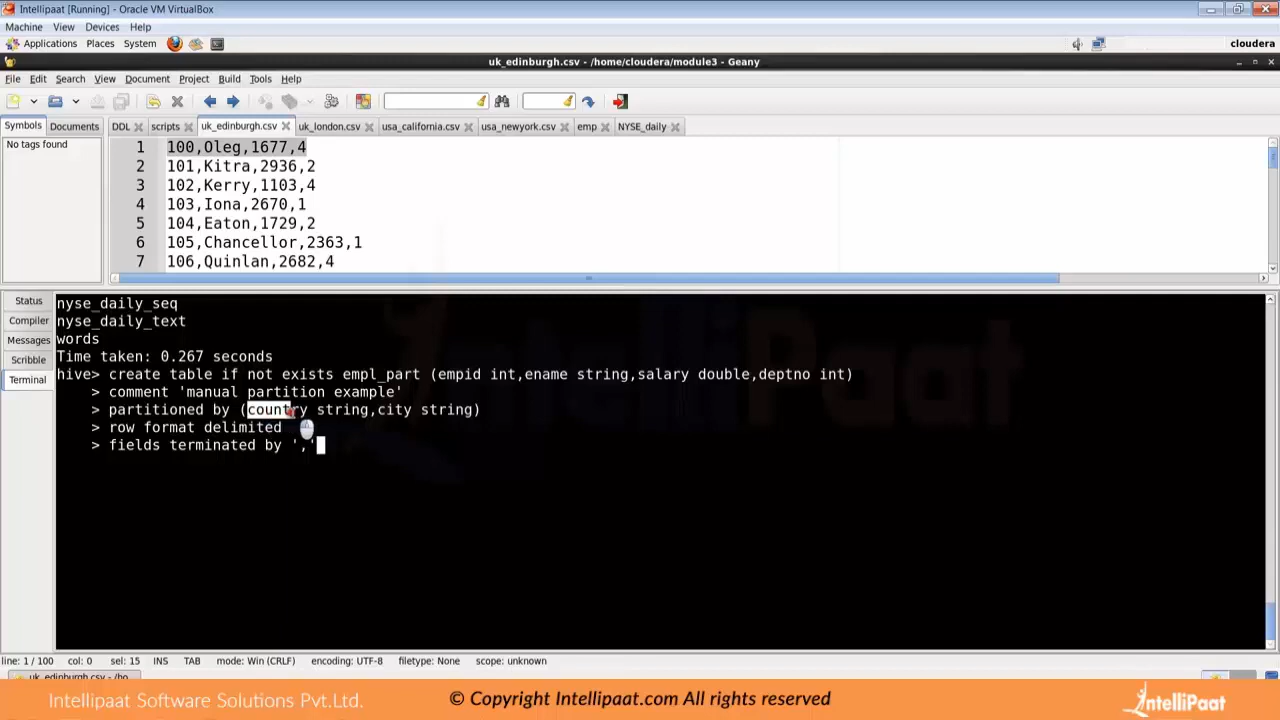 Intellipaat [Running] - Oracle VM VirtualBox
Machine View Devices Help
Applications Places System cloudera
uk_edinburgh.csv - /home/cloudera/module3 - Geany
File Edit Search View Document Project Build Tools Help
Symbols Documents DDL scripts uk_edinburgh.csv uk_london.csv usa_california.csv usa_newyork.csv emp NYSE_daily
No tags found
1 100,Oleg,1677,4
2 101,Kitra,2936,2
3 102,Kerry,1103,4
4 103,Iona,2670,1
5 104,Eaton,1729,2
6 105,Chancellor,2363,1
7 106,Quinlan,2682,4
Status
Compiler
Messages
Scribble
Terminal
nyse_daily_seq
nyse_daily_text
words
Time taken: 0.267 seconds
hive> create table if not exists empl_part (empid int,ename string,salary double,deptno int)
> comment 'manual partition example'
> partitioned by (country string,city string)
> row format delimited
> fields terminated by ','
IntelliPaat
line: 1 / 100 col: 0 sel: 15 INS TAB mode: Win (CRLF) encoding: UTF-8 filetype: None scope: unknown
Intellipaat Software Solutions Pvt.Ltd. © Copyright Intellipaat.com All rights reserved IntelliPaat